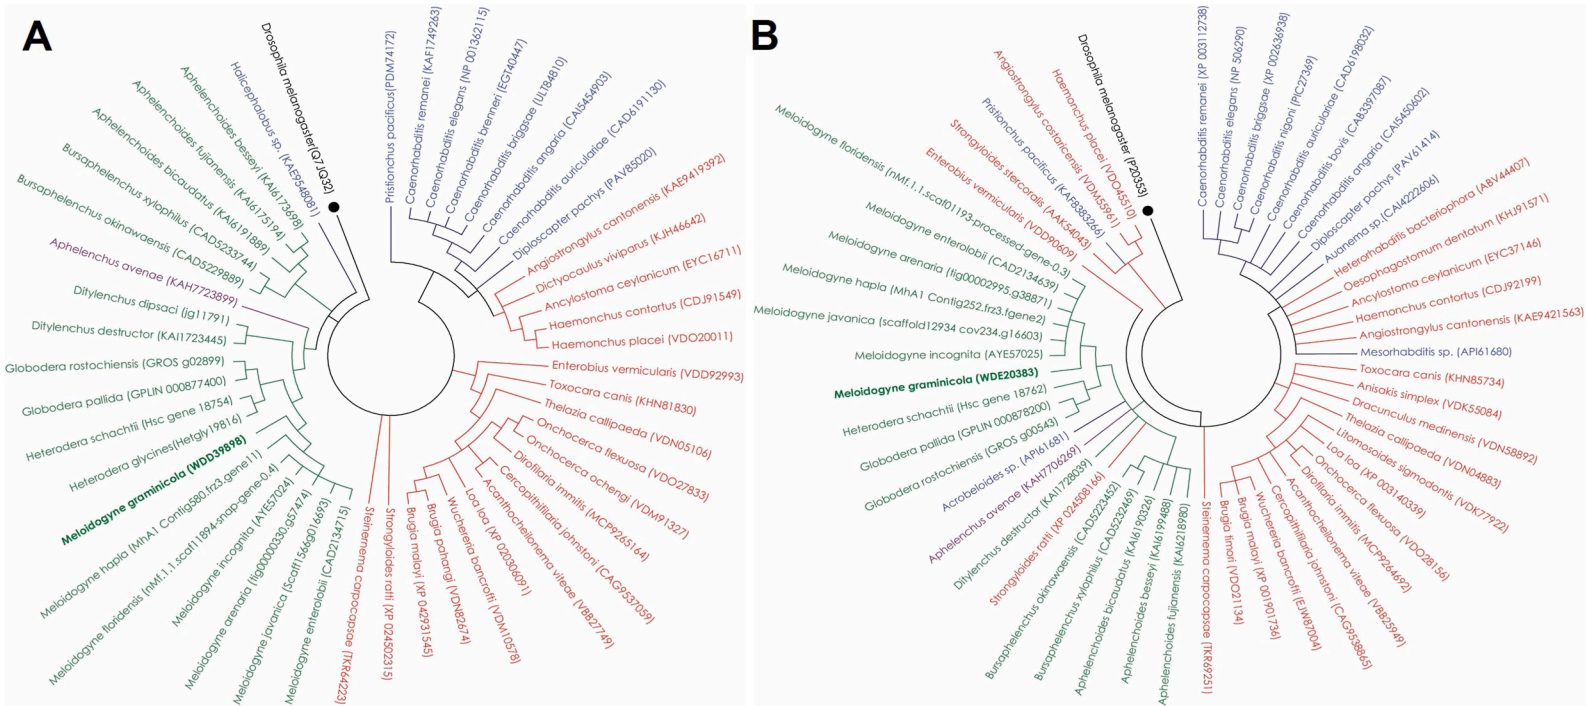 A
Drosophila melanogaster(Q7JQ32)
Pristionchus pacificus(PDM74172)
Caenorhabditis remanei (KAF1749263)
Caenorhabditis elegans (NP 001362115)
Caenorhabditis brenneri (EGT40447)
Caenorhabditis briggsae (ULT84810)
Caenorhabditis angaria (CAI5454903)
Caenorhabditis auriculariae (CAD6191130)
Diploscapter pachys (PAV85020)
Angiostrongylus cantonensis (KAE9419392)
Dictyocaulus viviparus (KJH46642)
Ancylostoma ceylanicum (EYC16711)
Haemonchus contortus (CDJ91549)
Haemonchus placei (VDO20011)
Enterobius vermicularis (VDD92993)
Toxocara canis (KHN81830)
Thelazia callipaeda (VDN05106)
Onchocerca flexuosa (VDO27833)
Onchocerca ochengi (VDM91327)
Dirofilaria immitis (MCP9265164)
Cercopithifilaria johnstoni (CAG9537059)
Acanthocheilonema viteae (VBB27749)
Loa loa (XP 020306091)
Wuchereria bancrofti (VDM10578)
Brugia pahangi (VDN82674)
Brugia malayi (XP 042931545)
Strongyloides ratti (XP 024502315)
Steinernema carpocapsae (TKR64223)
Meloidogyne enterolobii (CAD2134715)
Meloidogyne javanica (Scaff1566g016693)
Meloidogyne arenaria (tig00000330.g57474)
Meloidogyne incognita (AYE57024)
Meloidogyne floridensis (nMf.1.1.scaf11894-snap-gene-0.4)
Meloidogyne hapla (MhA1 Contig580.frz3.gene11)
Meloidogyne graminicola (WDD39898)
Heterodera glycines(Hetgly19816)
Heterodera schachtii (Hsc gene 18754)
Globodera pallida (GPLIN 000877400)
Globodera rostochiensis (GROS g02899)
Ditylenchus destructor (KAI1723445)
Ditylenchus dipsaci (jg11791)
Aphelenchus avenae (KAH7723899)
Bursaphelenchus okinawaensis (CAD5229889)
Bursaphelenchus xylophilus (CAD5233744)
Aphelenchoides bicaudatus (KAI6191889)
Aphelenchoides fujianensis (KAI6175194)
Aphelenchoides besseyi (KAI6173698)
Halicephalobus sp. (KAE9548081)
B
Drosophila melanogaster (P20353)
Caenorhabditis remanei (XP 003112738)
Caenorhabditis elegans (NP 506290)
Caenorhabditis briggsae (XP 002636938)
Caenorhabditis nigoni (PIC27369)
Caenorhabditis auriculariae (CAD6198032)
Caenorhabditis bovis (CAB3397087)
Caenorhabditis angaria (CAI5450602)
Diploscapter pachys (PAV61414)
Auanema sp. (CAI4222606)
Heterorhabditis bacteriophora (ABV44407)
Oesophagostomum dentatum (KHJ91571)
Ancylostoma ceylanicum (EYC37146)
Haemonchus contortus (CDJ92199)
Angiostrongylus cantonensis (KAE9421563)
Mesorhabditis sp. (API61680)
Toxocara canis (KHN85734)
Anisakis simplex (VDK55084)
Dracunculus medinensis (VDN58892)
Thelazia callipaeda (VDN04883)
Litomosoides sigmodontis (VDK77922)
Loa loa (XP 003140339)
Onchocerca flexuosa (VDO28156)
Dirofilaria immitis (MCP9264692)
Acanthocheilonema viteae (VBB25949)
Cercopithifilaria johnstoni (CAG9538865)
Wuchereria bancrofti (EJW87004)
Brugia malayi (XP 001901736)
Brugia timori (VDO21134)
Steinernema carpocapsae (TKR69251)
Aphelenchoides fujianensis (KAI6218980)
Aphelenchoides besseyi (KAI6199488)
Aphelenchoides bicaudatus (KAI6190326)
Bursaphelenchus xylophilus (CAD5232469)
Bursaphelenchus okinawaensis (CAD5223452)
Strongyloides ratti (XP 024508166)
Ditylenchus destructor (KAI1728039)
Aphelenchus avenae (KAH7706269)
Acrobeloides sp. (API61681)
Globodera rostochiensis (GROS g00543)
Globodera pallida (GPLIN 000878200)
Heterodera schachtii (Hsc gene 18762)
Meloidogyne graminicola (WDE20383)
Meloidogyne incognita (AYE57025)
Meloidogyne javanica (scaffold12934 cov234.g16603)
Meloidogyne hapla (MhA1 Contig252.frz3.fgene2)
Meloidogyne arenaria (tig00002995.g38871)
Meloidogyne enterolobii (CAD2134639)
Meloidogyne floridensis (nMf.1.1.scaf01193-processed-gene-0.3)
Enterobius vermicularis (VDD90609)
Strongyloides stercoralis (AAK54043)
Pristionchus pacificus (KAF8383266)
Angiostrongylus costaricensis (VDM55961)
Haemonchus placei (VDO45510)